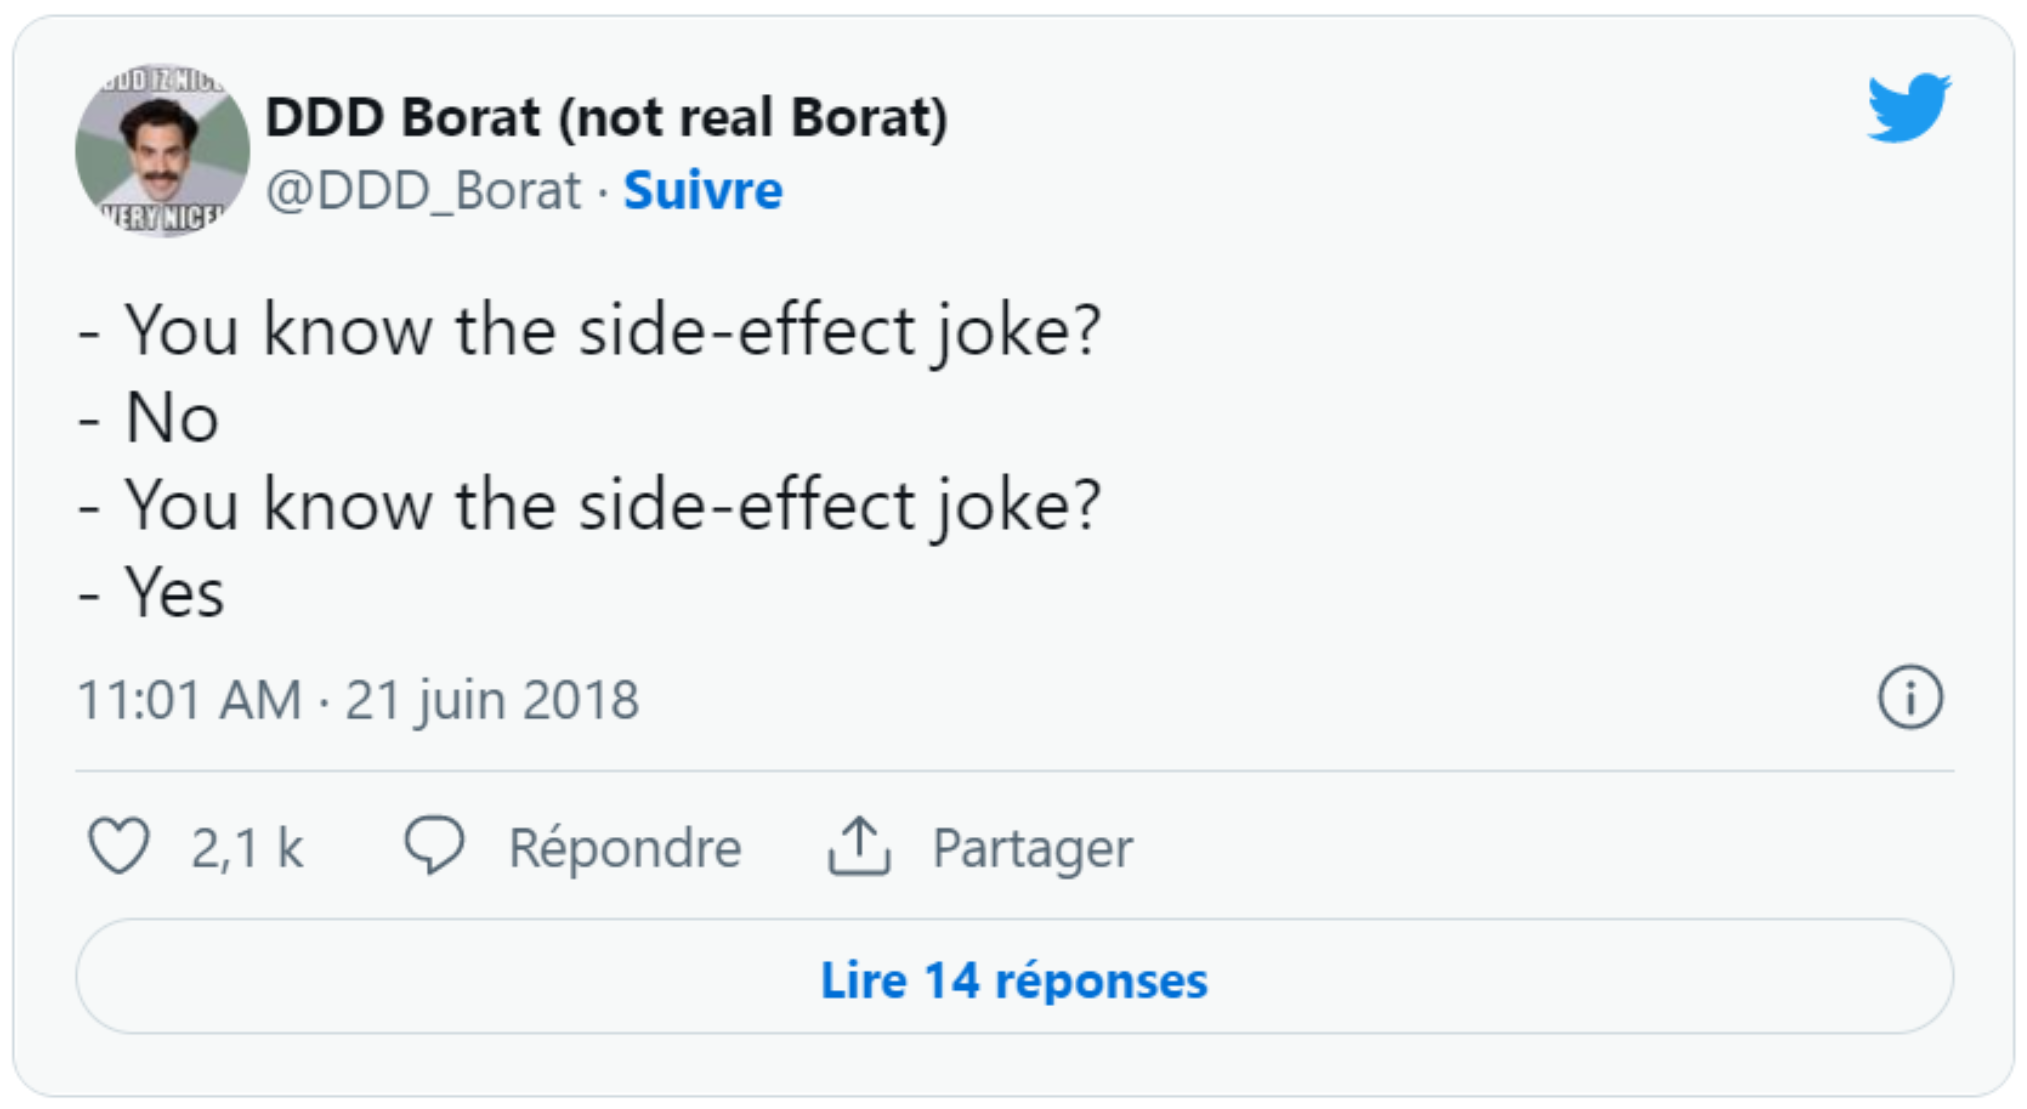 DDD IZ NICE
VERY NICE!
DDD Borat (not real Borat)
@DDD_Borat · Suivre
- You know the side-effect joke?
- No
- You know the side-effect joke?
- Yes
11:01 AM · 21 juin 2018
2,1 k Répondre Partager
Lire 14 réponses